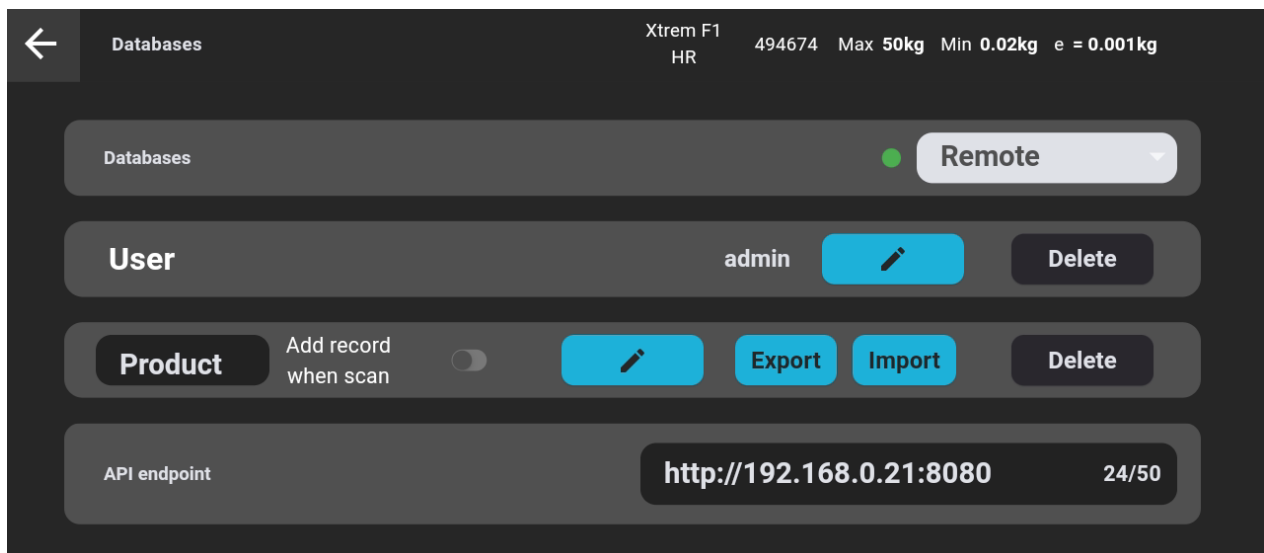 Databases
Xtrem F1
HR
494674 Max 50kg Min 0.02kg e = 0.001kg
Databases
Remote
User
admin
Delete
Product
Add record
when scan
Export
Import
Delete
API endpoint
http://192.168.0.21:8080
24/50